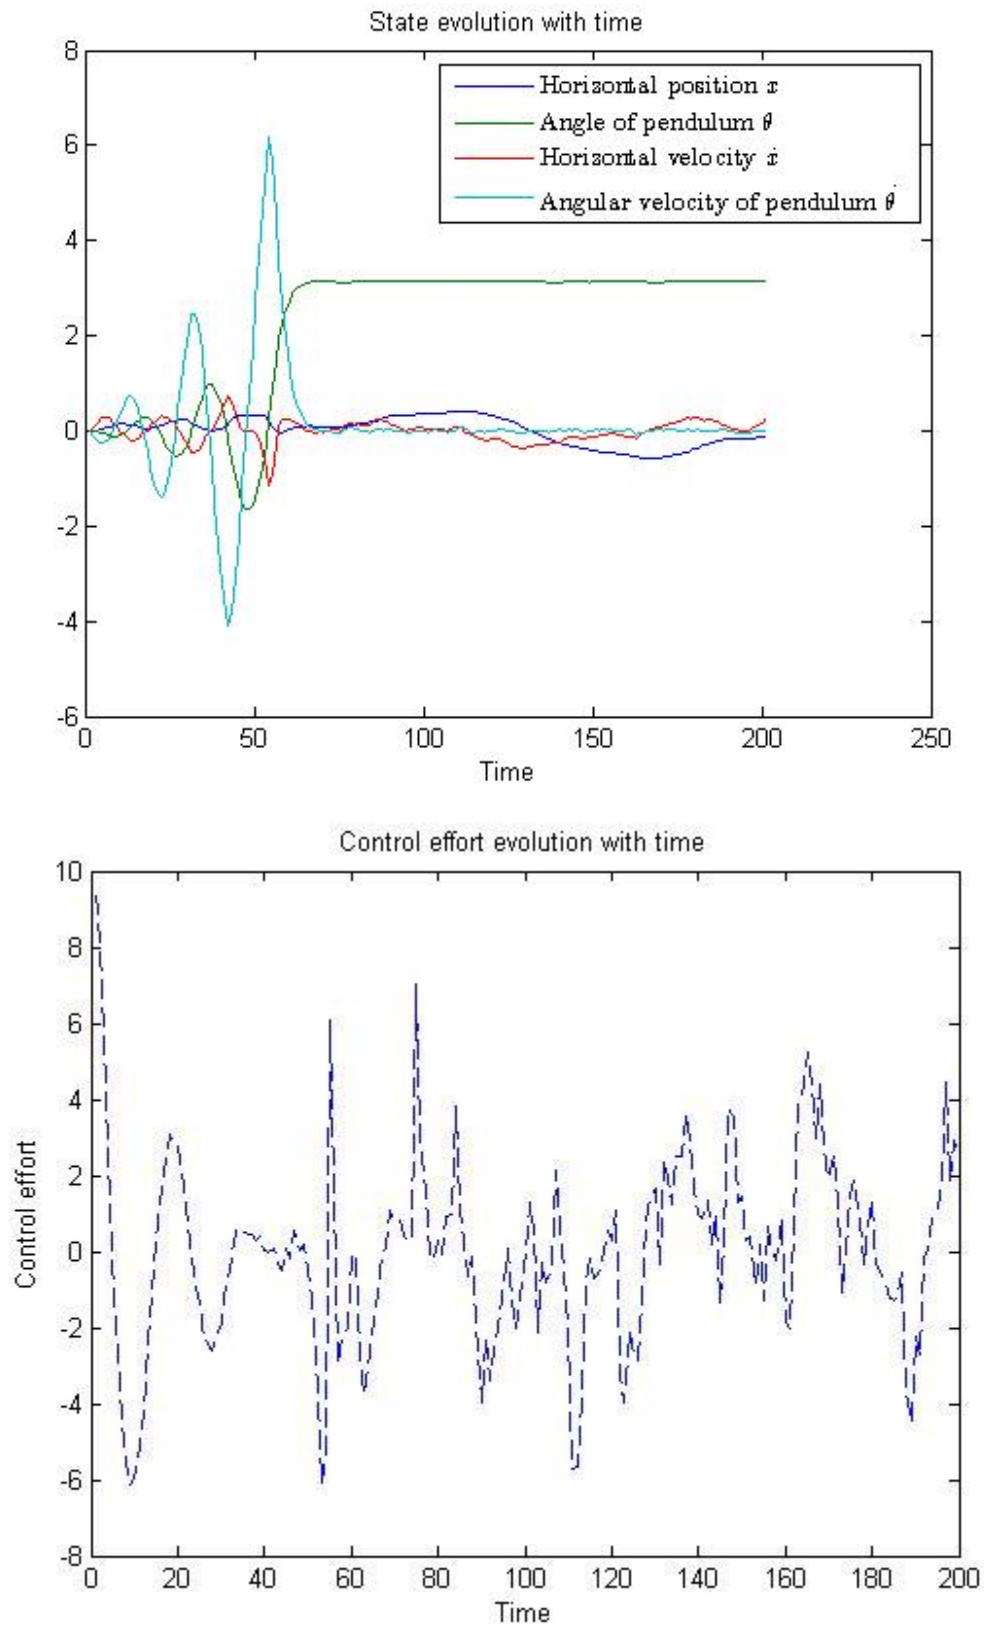 State evolution with time
8
6
4
2
0
-2
-4
-6
Horizontal position x
Angle of pendulum θ
Horizontal velocity ẋ
Angular velocity of pendulum θ̇
0 50 100 150 200 250
Time
Control effort evolution with time
Control effort
10
8
6
4
2
0
-2
-4
-6
-8
0 20 40 60 80 100 120 140 160 180 200
Time